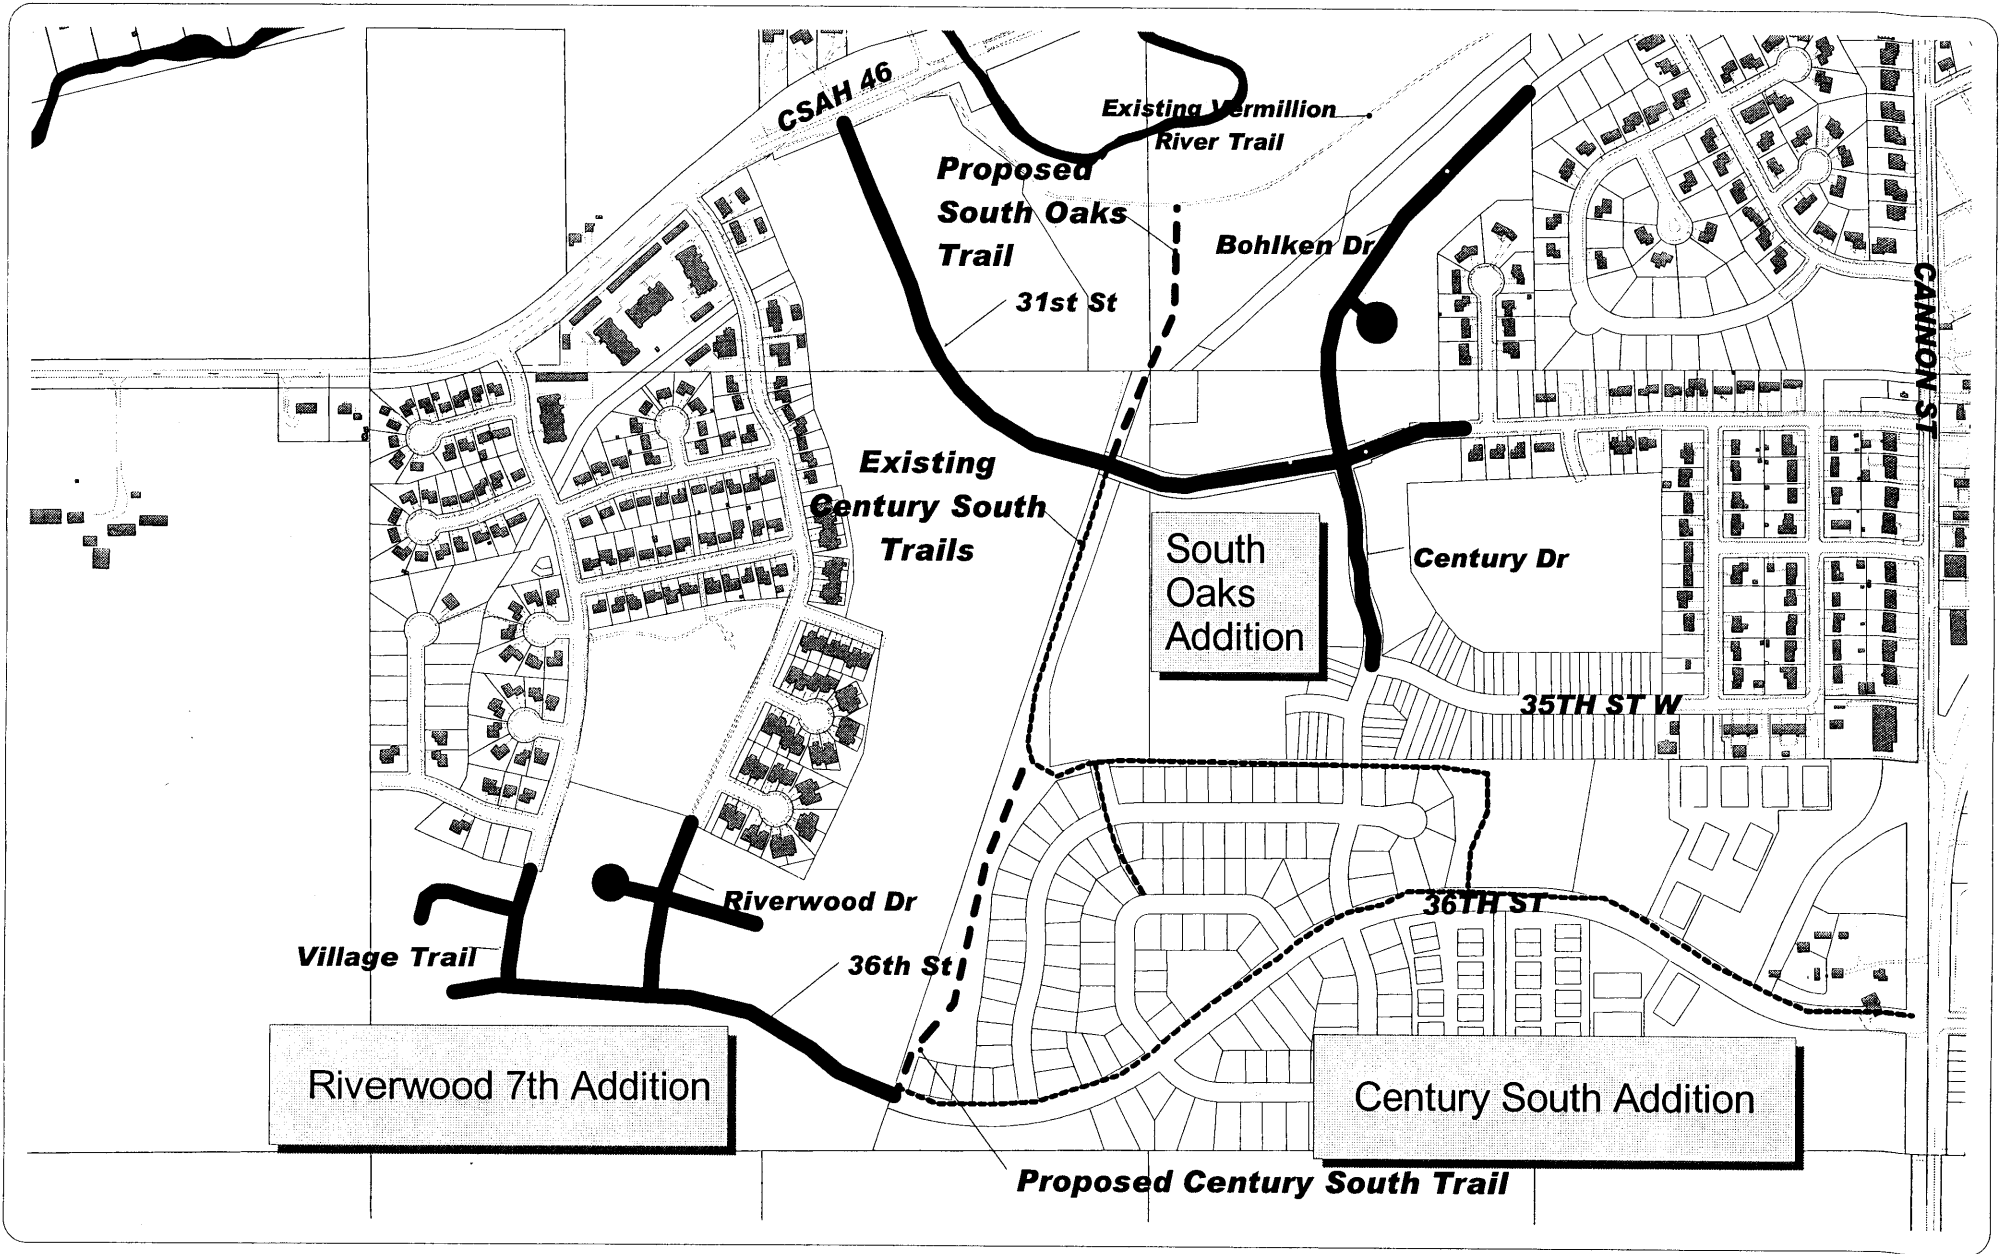 CSAH 46
Existing Vermillion
River Trail
Proposed
South Oaks
Trail
Bohlken Dr
31st St
CANNON ST
Existing
Century South
Trails
South
Oaks
Addition
Century Dr
35TH ST W
Riverwood Dr
36TH ST
Village Trail
36th St
Riverwood 7th Addition
Century South Addition
Proposed Century South Trail